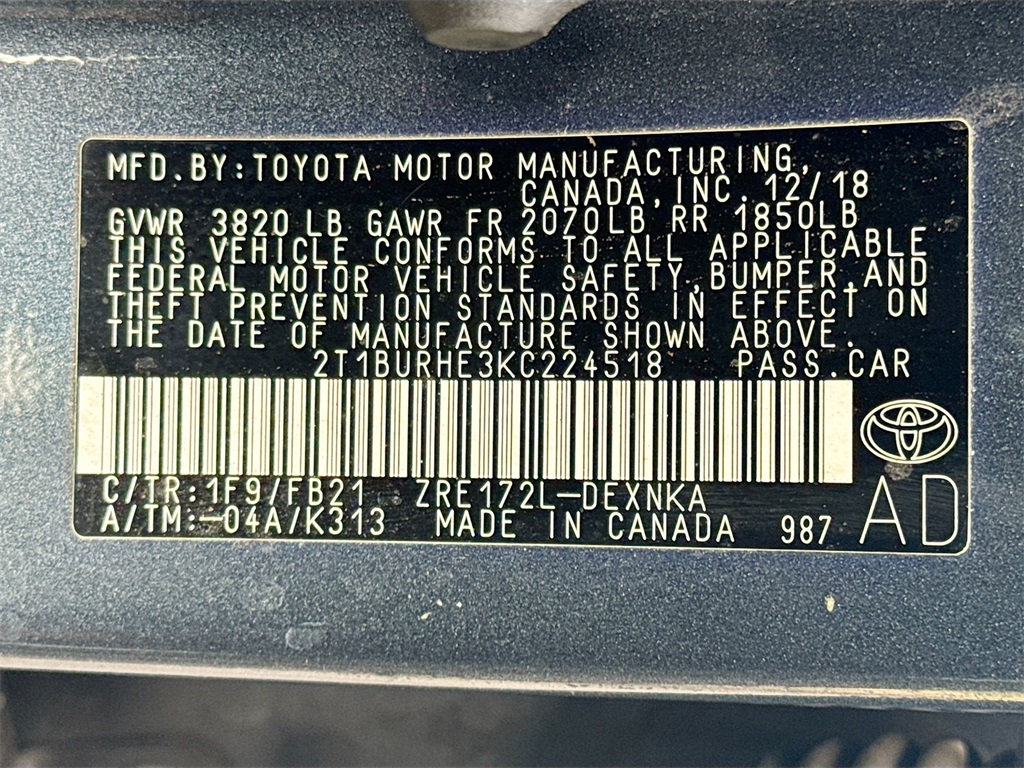 MFD.BY:TOYOTA MOTOR MANUFACTURING,
CANADA,INC. 12/18
GVWR 3820 LB GAWR FR 2070LB RR 1850LB
THIS VEHICLE CONFORMS TO ALL APPLICABLE
FEDERAL MOTOR VEHICLE SAFETY,BUMPER,AND
THEFT PREVENTION STANDARDS IN EFFECT ON
THE DATE OF MANUFACTURE SHOWN ABOVE.
2T1BURHE3KC224518 PASS.CAR
C/TR:1F9/FB21 ZRE172L-DEXNKA
A/TM:-04A/K313 MADE IN CANADA 987
AD